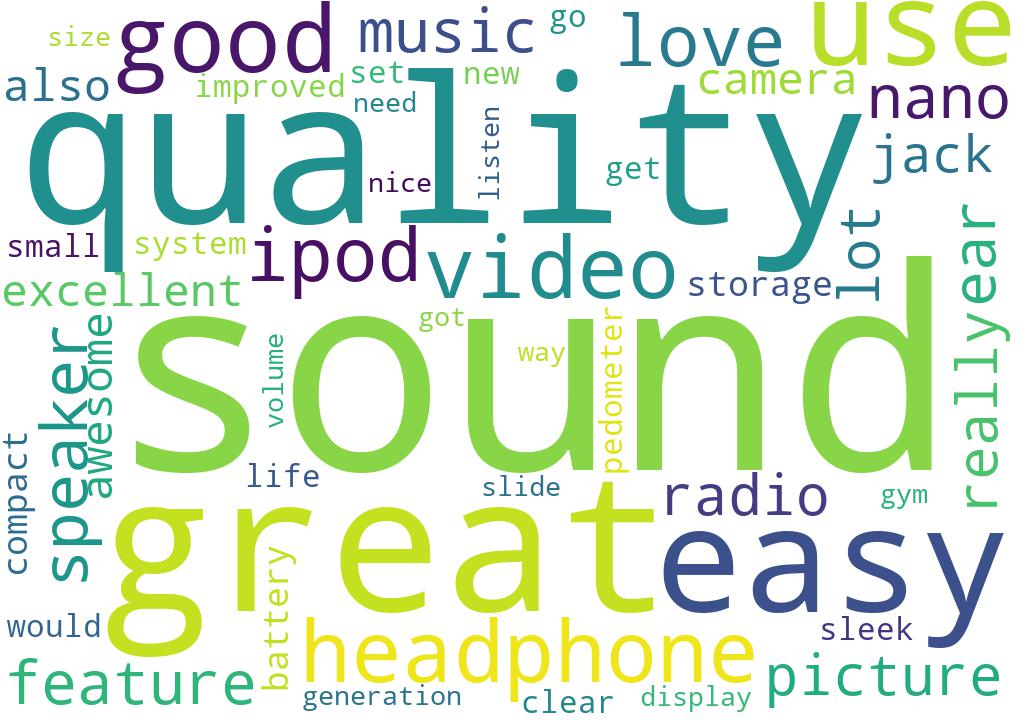 size
good
music
go
love
use
also
improved
set
need
new
camera
nano
quality
nice
listen
get
jack
small
system
ipod
video
storage
lot
year
really
excellent
got
sound
way
pedometer
volume
awesome
speaker
compact
life
slide
radio
gym
great
easy
battery
would
headphone
sleek
feature
generation
clear
display
picture